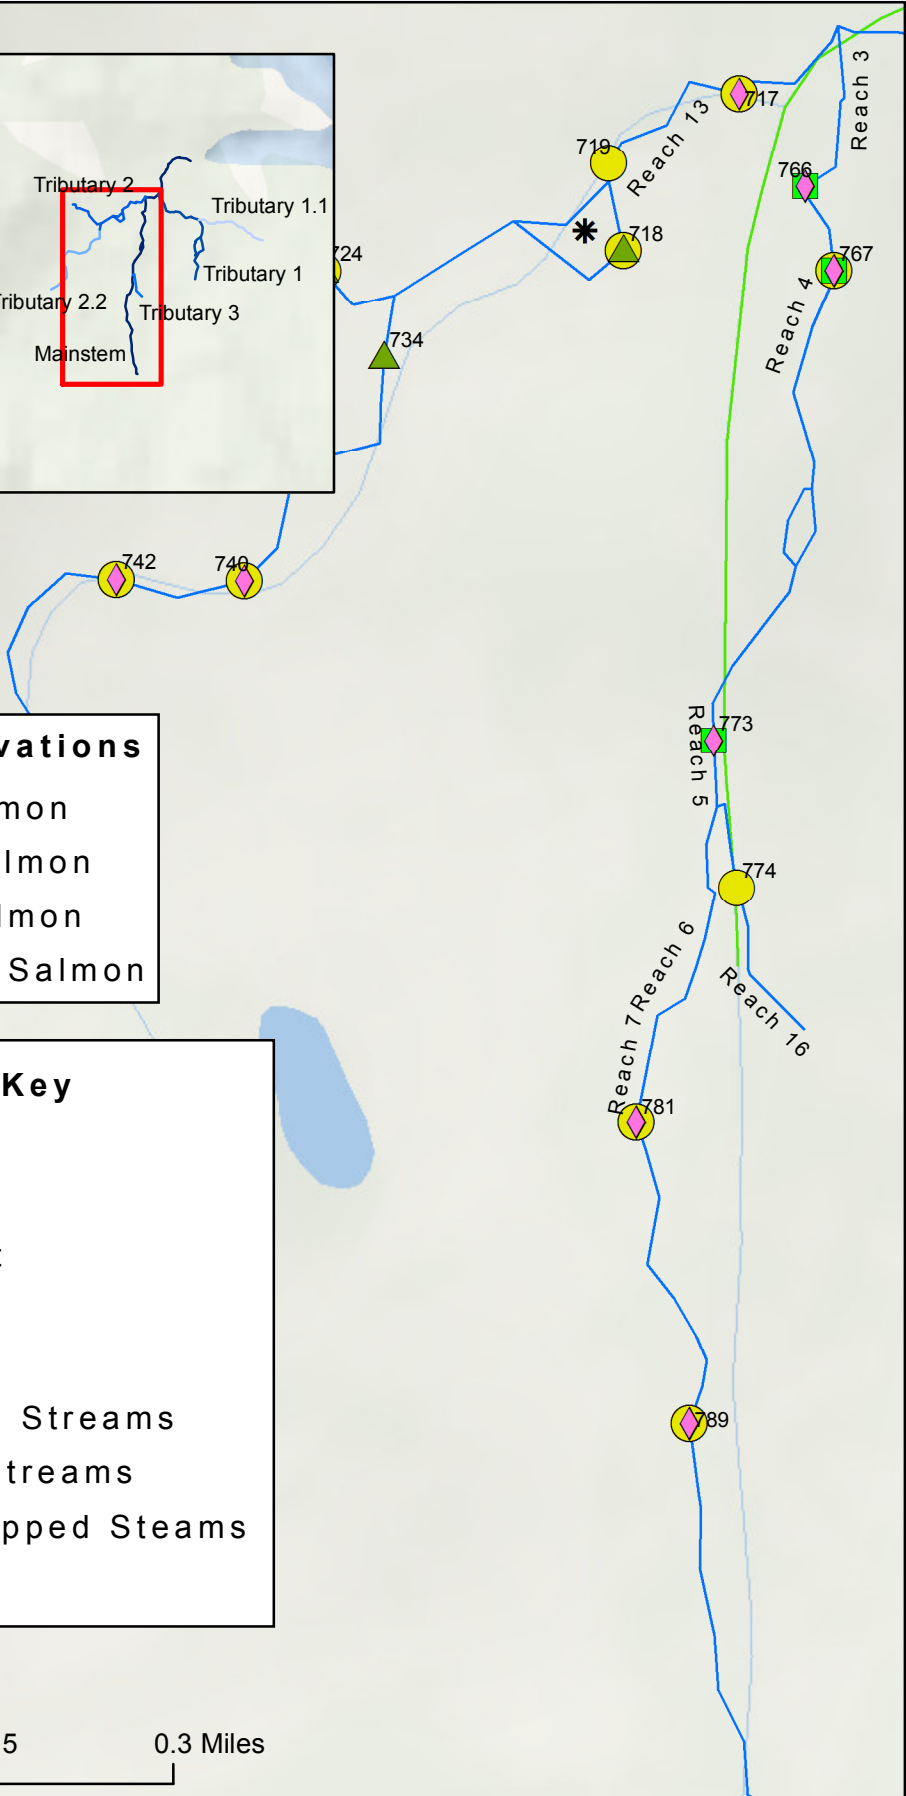 Reach 3
717
Reach 13
719
766
Tributary 2
Tributary 1.1
718
767
724
Tributary 1
Reach 4
Tributary 2.2
Tributary 3
734
Mainstem
742
740
773
Reach 5
vations
mon
lmon
lmon
Salmon
774
Reach 6
Reach 16
Reach 7
Key
781
Streams
treams
789
pped Steams
5
0.3 Miles